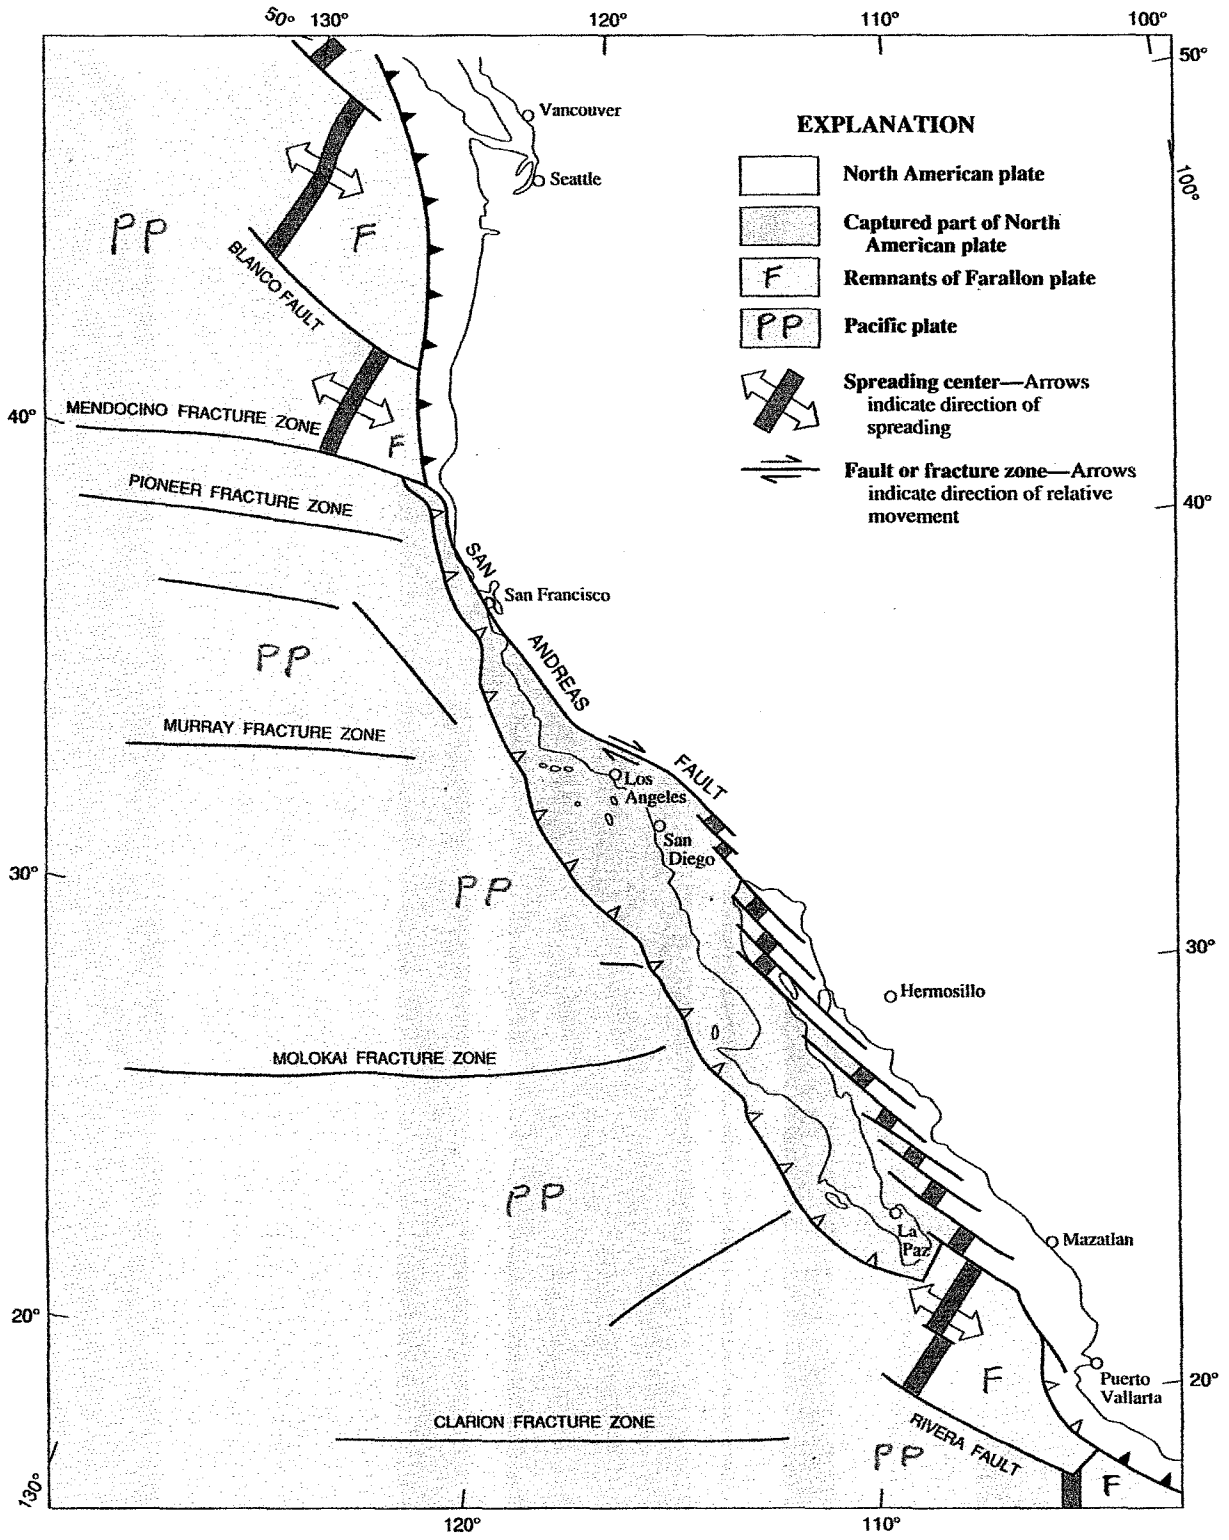 50° 130° 120° 110° 100°
50°
Vancouver
Seattle
100°
EXPLANATION
North American plate
Captured part of North
American plate
F Remnants of Farallon plate
PP Pacific plate
Spreading center—Arrows
indicate direction of
spreading
Fault or fracture zone—Arrows
indicate direction of relative
movement
PP
F
BLANCO FAULT
40°
MENDOCINO FRACTURE ZONE
F
PIONEER FRACTURE ZONE
40°
SAN ANDREAS FAULT
San Francisco
PP
MURRAY FRACTURE ZONE
Los
Angeles
San
Diego
30°
PP
30°
Hermosillo
MOLOKAI FRACTURE ZONE
PP
La
Paz
Mazatlan
20°
F
Puerto
Vallarta
20°
CLARION FRACTURE ZONE
RIVERA FAULT
PP
F
130°
120° 110°